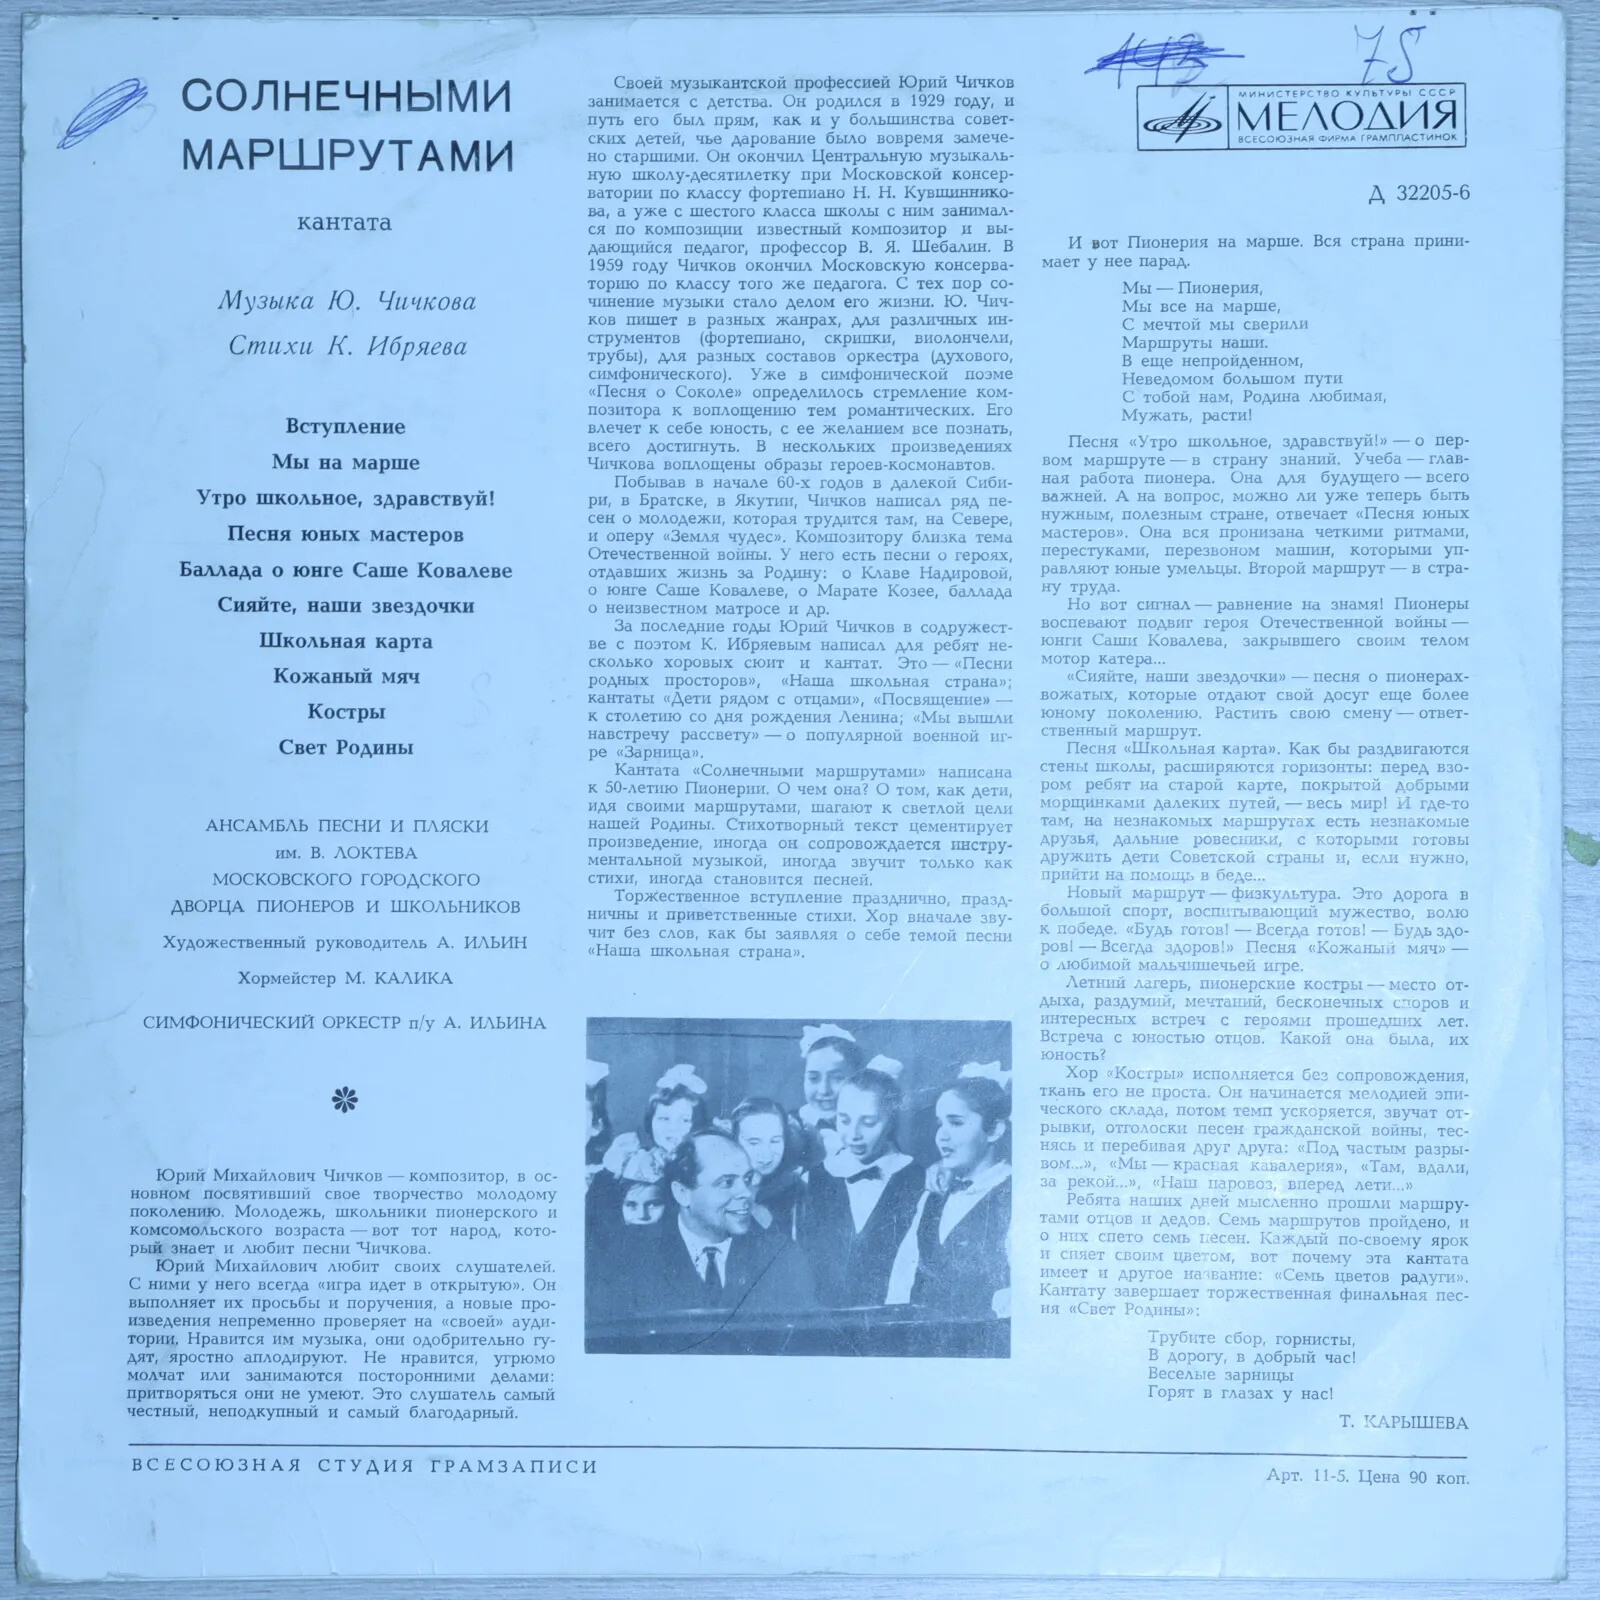 СОЛНЕЧНЫМИ
МАРШРУТАМИ
кантата
Музыка Ю. Чичкова
Стихи К. Ибряева
Вступление
Мы на марше
Утро школьное, здравствуй!
Песня юных мастеров
Баллада о юнге Саше Ковалеве
Сияйте, наши звездочки
Школьная карта
Кожаный мяч
Костры
Свет Родины
АНСАМБЛЬ ПЕСНИ И ПЛЯСКИ
им. В. ЛОКТЕВА
МОСКОВСКОГО ГОРОДСКОГО
ДВОРЦА ПИОНЕРОВ И ШКОЛЬНИКОВ
Художественный руководитель А. ИЛЬИН
Хормейстер М. КАЛИКА
СИМФОНИЧЕСКИЙ ОРКЕСТР п/у А. ИЛЬИНА
Юрий Михайлович Чичков — композитор, в ос-
новном посвятивший свое творчество молодому
поколению. Молодежь, школьники пионерского и
комсомольского возраста — вот тот народ, кото-
рый знает и любит песни Чичкова.
Юрий Михайлович любит своих слушателей.
С ними у него всегда «игра идет в открытую». Он
выполняет их просьбы и поручения, а новые про-
изведения непременно проверяет на «своей» ауди-
тории. Нравится им музыка, они одобрительно гу-
дят, яростно аплодируют. Не нравится, угрюмо
молчат или занимаются посторонними делами:
притворяться они не умеют. Это слушатель самый
честный, неподкупный и самый благодарный.
Своей музыкантской профессией Юрий Чичков
занимается с детства. Он родился в 1929 году, и
путь его был прям, как и у большинства совет-
ских детей, чье дарование было вовремя замече-
но старшими. Он окончил Центральную музыкаль-
ную школу-десятилетку при Московской консер-
ватории по классу фортепиано Н. Н. Кувшиннико-
ва, а уже с шестого класса школы с ним занимал-
ся по композиции известный композитор и вы-
дающийся педагог, профессор В. Я. Шебалин. В
1959 году Чичков окончил Московскую консерва-
торию по классу того же педагога. С тех пор со-
чинение музыки стало делом его жизни. Ю. Чич-
ков пишет в разных жанрах, для различных ин-
струментов (фортепиано, скрипки, виолончели,
трубы), для разных составов оркестра (духового,
симфонического). Уже в симфонической поэме
«Песня о Соколе» определилось стремление ком-
позитора к воплощению тем романтических. Его
влечет к себе юность, с ее желанием все познать,
всего достигнуть. В нескольких произведениях
Чичкова воплощены образы героев-космонавтов.
Побывав в начале 60-х годов в далекой Сиби-
ри, в Братске, в Якутии, Чичков написал ряд пе-
сен о молодежи, которая трудится там, на Севере,
и оперу «Земля чудес». Композитору близка тема
Отечественной войны. У него есть песни о героях,
отдавших жизнь за Родину: о Клаве Надировой,
о юнге Саше Ковалеве, о Марате Козее, баллада
о неизвестном матросе и др.
За последние годы Юрий Чичков в содружест-
ве с поэтом К. Ибряевым написал для ребят не-
сколько хоровых сюит и кантат. Это — «Песни
родных просторов», «Наша школьная страна»;
кантаты «Дети рядом с отцами», «Посвящение» —
к столетию со дня рождения Ленина; «Мы вышли
навстречу рассвету» — о популярной военной иг-
ре «Зарница».
Кантата «Солнечными маршрутами» написана
к 50-летию Пионерии. О чем она? О том, как дети,
идя своими маршрутами, шагают к светлой цели
нашей Родины. Стихотворный текст цементирует
произведение, иногда он сопровождается инстру-
ментальной музыкой, иногда звучит только как
стихи, иногда становится песней.
Торжественное вступление празднично, празд-
ничны и приветственные стихи. Хор вначале зву-
чит без слов, как бы заявляя о себе темой песни
«Наша школьная страна».
75
МИНИСТЕРСТВО КУЛЬТУРЫ СССР
МЕЛОДИЯ
ВСЕСОЮЗНАЯ ФИРМА ГРАМПЛАСТИНОК
Д 32205-6
И вот Пионерия на марше. Вся страна прини-
мает у нее парад.
Мы — Пионерия,
Мы все на марше,
С мечтой мы сверили
Маршруты наши.
В еще непройденном,
Неведомом большом пути
С тобой нам, Родина любимая,
Мужать, расти!
Песня «Утро школьное, здравствуй!» — о пер-
вом маршруте — в страну знаний. Учеба — глав-
ная работа пионера. Она для будущего — всего
важней. А на вопрос, можно ли уже теперь быть
нужным, полезным стране, отвечает «Песня юных
мастеров». Она вся пронизана четкими ритмами,
перестуками, перезвоном машин, которыми уп-
равляют юные умельцы. Второй маршрут — в стра-
ну труда.
Но вот сигнал — равнение на знамя! Пионеры
воспевают подвиг героя Отечественной войны —
юнги Саши Ковалева, закрывшего своим телом
мотор катера...
«Сияйте, наши звездочки» — песня о пионерах-
вожатых, которые отдают свой досуг еще более
юному поколению. Растить свою смену — ответ-
ственный маршрут.
Песня «Школьная карта». Как бы раздвигаются
стены школы, расширяются горизонты: перед взо-
ром ребят на старой карте, покрытой добрыми
морщинками далеких путей, — весь мир! И где-то
там, на незнакомых маршрутах есть незнакомые
друзья, дальние ровесники, с которыми готовы
дружить дети Советской страны и, если нужно,
прийти на помощь в беде...
Новый маршрут — физкультура. Это дорога в
большой спорт, воспитывающий мужество, волю
к победе. «Будь готов! — Всегда готов! — Будь здо-
ров! — Всегда здоров!» Песня «Кожаный мяч» —
о любимой мальчишечьей игре.
Летний лагерь, пионерские костры — место от-
дыха, раздумий, мечтаний, бесконечных споров и
интересных встреч с героями прошедших лет.
Встреча с юностью отцов. Какой она была, их
юность?
Хор «Костры» исполняется без сопровождения,
ткань его не проста. Он начинается мелодией эпи-
ческого склада, потом темп ускоряется, звучат от-
рывки, отголоски песен гражданской войны, тес-
нясь и перебивая друг друга: «Под частым разры-
вом...», «Мы — красная кавалерия», «Там, вдали,
за рекой...», «Наш паровоз, вперед лети...»
Ребята наших дней мысленно прошли маршру-
тами отцов и дедов. Семь маршрутов пройдено, и
о них спето семь песен. Каждый по-своему ярок
и сияет своим цветом, вот почему эта кантата
имеет и другое название: «Семь цветов радуги».
Кантату завершает торжественная финальная пес-
ня «Свет Родины»:
Трубите сбор, горнисты,
В дорогу, в добрый час!
Веселые зарницы
Горят в глазах у нас!
Т. КАРЫШЕВА
ВСЕСОЮЗНАЯ СТУДИЯ ГРАМЗАПИСИ
Арт. 11-5. Цена 90 коп.